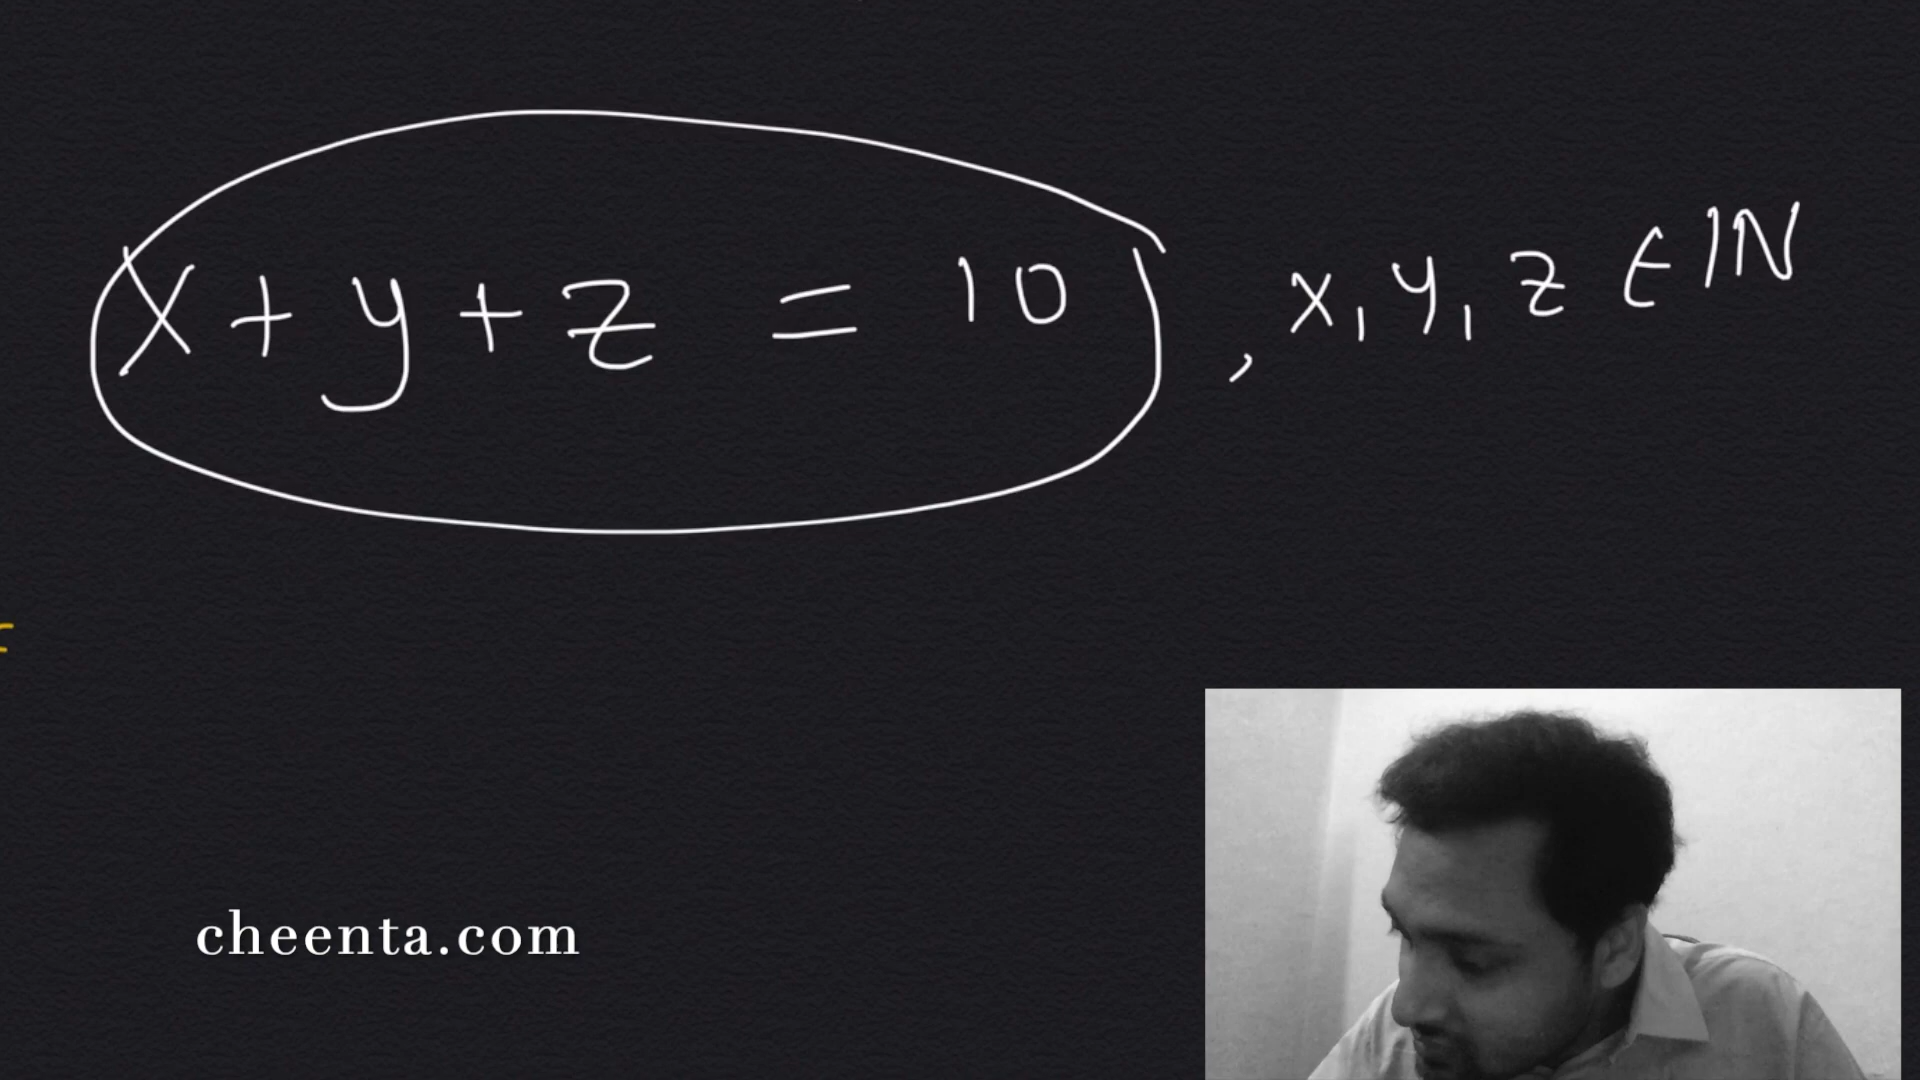 x + y + z = 10 , x, y, z ∈ ℕ
cheenta.com